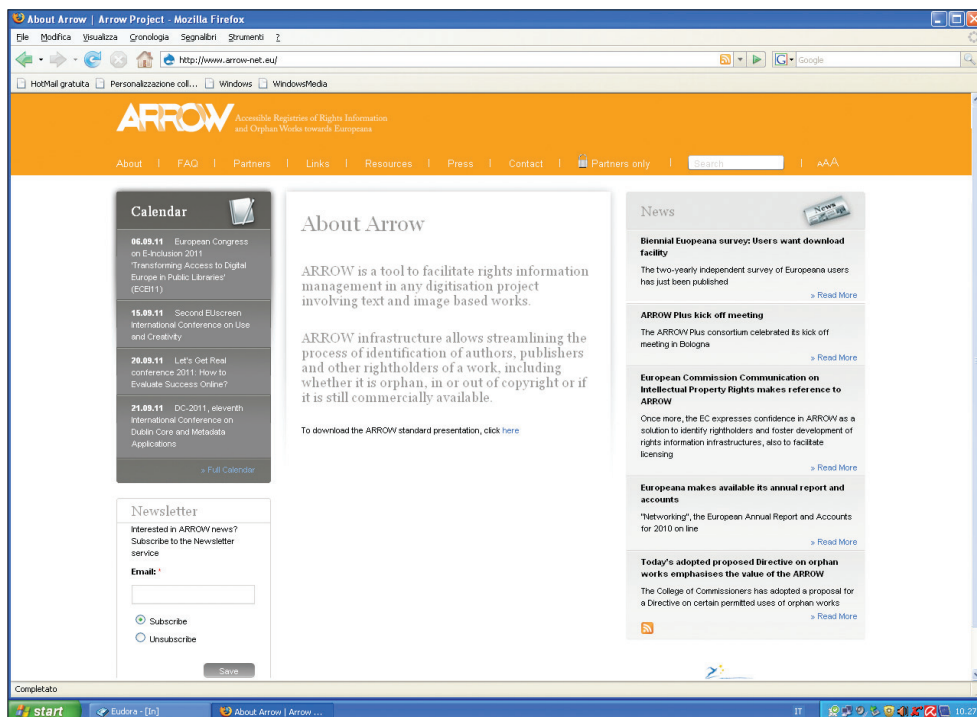 About Arrow | Arrow Project - Mozilla Firefox
File Modifica Visualizza Cronologia Segnalibri Strumenti ?
http://www.arrow-net.eu/
Google
HotMail gratuita Personalizzazione coll... Windows WindowsMedia
ARROW
Accessible Registries of Rights Information
and Orphan Works towards Europeana
About | FAQ | Partners | Links | Resources | Press | Contact | Partners only | Search | AAA
Calendar
06.09.11 European Congress
on E-Inclusion 2011
'Transforming Access to Digital
Europe in Public Libraries'
(ECEI11)
15.09.11 Second EUscreen
International Conference on Use
and Creativity
20.09.11 Let's Get Real
conference 2011: How to
Evaluate Success Online?
21.09.11 DC-2011, eleventh
International Conference on
Dublin Core and Metadata
Applications
» Full Calendar
Newsletter
Interested in ARROW news?
Subscribe to the Newsletter
service
Email: *
Subscribe
Unsubscribe
Save
About Arrow
ARROW is a tool to facilitate rights information
management in any digitisation project
involving text and image based works.
ARROW infrastructure allows streamlining the
process of identification of authors, publishers
and other rightholders of a work, including
whether it is orphan, in or out of copyright or if
it is still commercially available.
To download the ARROW standard presentation, click here
News
News
Biennial Euopeana survey: Users want download
facility
The two-yearly independent survey of Europeana users
has just been published
» Read More
ARROW Plus kick off meeting
The ARROW Plus consortium celebrated its kick off
meeting in Bologna
» Read More
European Commission Communication on
Intellectual Property Rights makes reference to
ARROW
Once more, the EC expresses confidence in ARROW as a
solution to identify rightholders and foster development of
rights information infrastructures, also to facilitate
licensing
» Read More
Europeana makes available its annual report and
accounts
"Networking", the European Annual Report and Accounts
for 2010 on line
» Read More
Today's adopted proposed Directive on orphan
works emphasises the value of the ARROW
The College of Commissioners has adopted a proposal for
a Directive on certain permitted uses of orphan works
» Read More
Completato
start Eudora - [In] About Arrow | Arrow ... IT 10.27